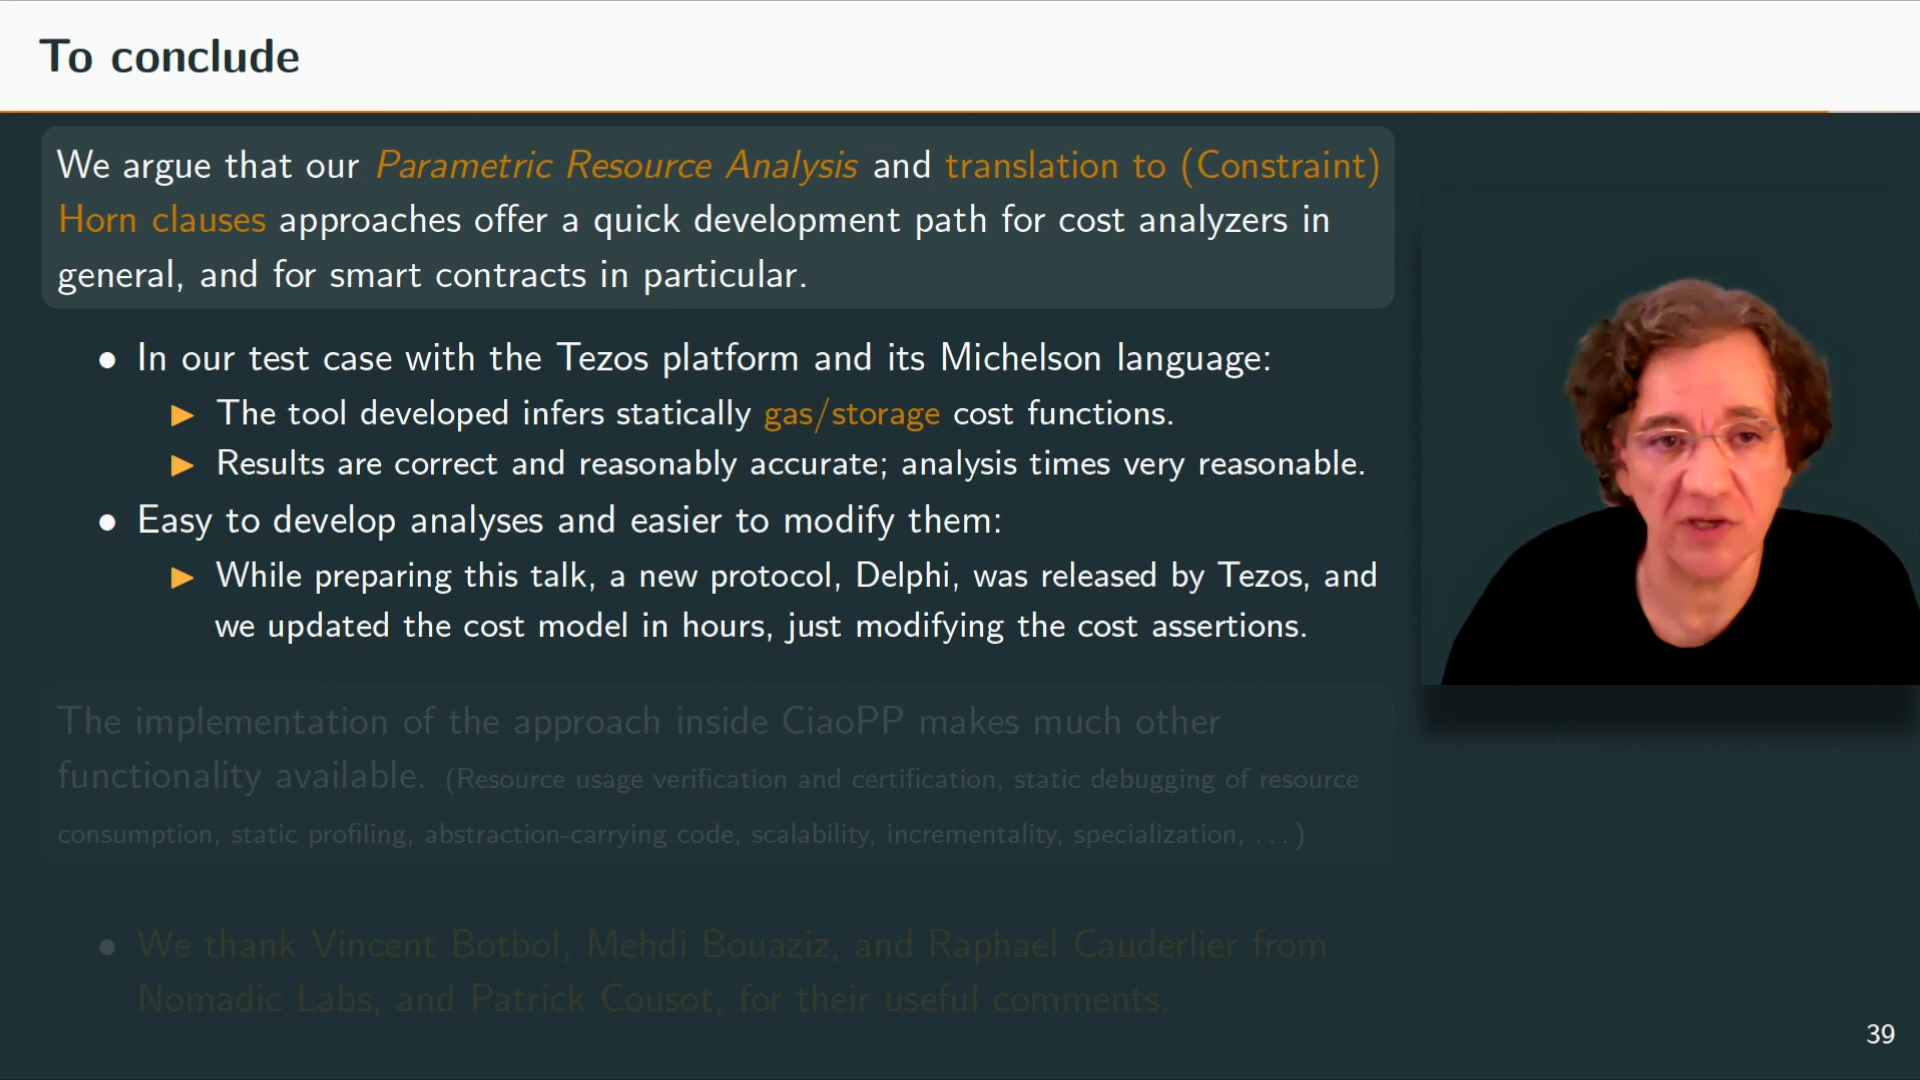 To conclude
We argue that our Parametric Resource Analysis and translation to (Constraint)
Horn clauses approaches offer a quick development path for cost analyzers in
general, and for smart contracts in particular.
• In our test case with the Tezos platform and its Michelson language:
▶ The tool developed infers statically gas/storage cost functions.
▶ Results are correct and reasonably accurate; analysis times very reasonable.
• Easy to develop analyses and easier to modify them:
▶ While preparing this talk, a new protocol, Delphi, was released by Tezos, and
we updated the cost model in hours, just modifying the cost assertions.
The implementation of the approach inside CiaoPP makes much other
functionality available. (Resource usage verification and certification, static debugging of resource
consumption, static profiling, abstraction-carrying code, scalability, incrementality, specialization, ...)
• We thank Vincent Botbol, Mehdi Bouaziz, and Raphael Cauderlier from
Nomadic Labs, and Patrick Cousot, for their useful comments.
39